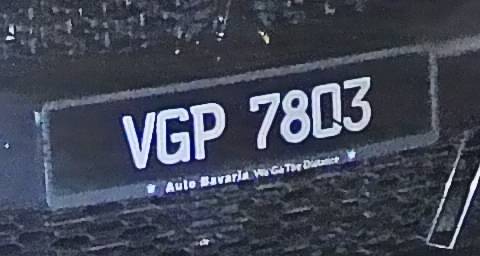 VGP 7803
Auto Bavaria We Go The Distance